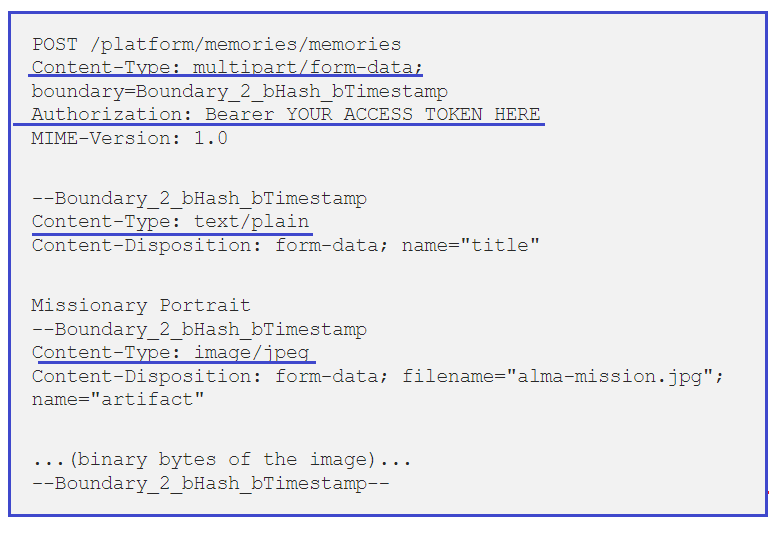 POST /platform/memories/memories
Content-Type: multipart/form-data;
boundary=Boundary_2_bHash_bTimestamp
Authorization: Bearer YOUR ACCESS TOKEN HERE
MIME-Version: 1.0
--Boundary_2_bHash_bTimestamp
Content-Type: text/plain
Content-Disposition: form-data; name="title"
Missionary Portrait
--Boundary_2_bHash_bTimestamp
Content-Type: image/jpeg
Content-Disposition: form-data; filename="alma-mission.jpg";
name="artifact"
...(binary bytes of the image)...
--Boundary_2_bHash_bTimestamp--